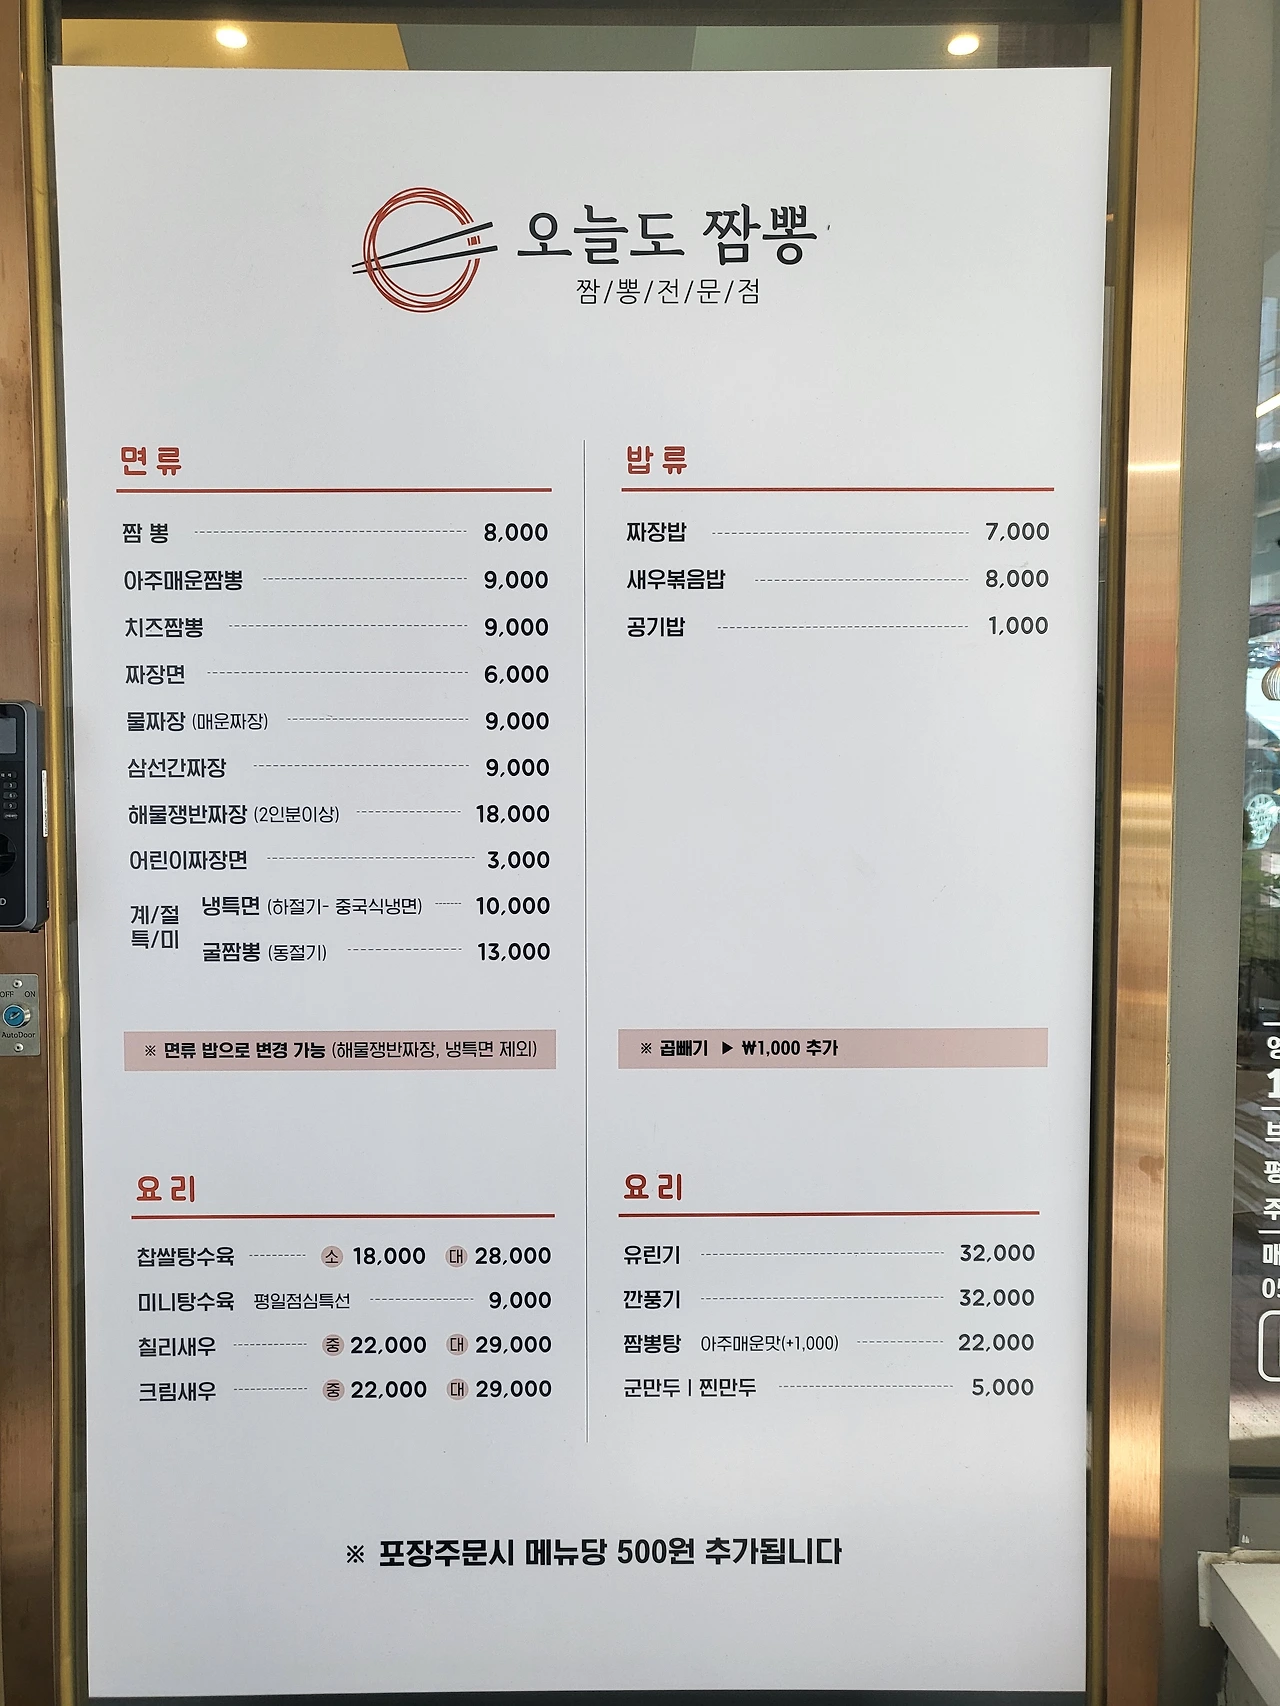 오늘도 짬뽕
짬/뽕/전/문/점
면류
짬 뽕 8,000
아주매운짬뽕 9,000
치즈짬뽕 9,000
짜장면 6,000
물짜장 (매운짜장) 9,000
삼선간짜장 9,000
해물쟁반짜장 (2인분이상) 18,000
어린이짜장면 3,000
계/절
특/미
냉특면 (하절기- 중국식냉면) 10,000
굴짬뽕 (동절기) 13,000
※ 면류 밥으로 변경 가능 (해물쟁반짜장, 냉특면 제외)
밥류
짜장밥 7,000
새우볶음밥 8,000
공기밥 1,000
※ 곱빼기 ▶ ₩1,000 추가
요리
찹쌀탕수육 소 18,000 대 28,000
미니탕수육 평일점심특선 9,000
칠리새우 중 22,000 대 29,000
크림새우 중 22,000 대 29,000
요리
유린기 32,000
깐풍기 32,000
짬뽕탕 아주매운맛(+1,000) 22,000
군만두 | 찐만두 5,000
※ 포장주문시 메뉴당 500원 추가됩니다
OFF ON
AutoDoor